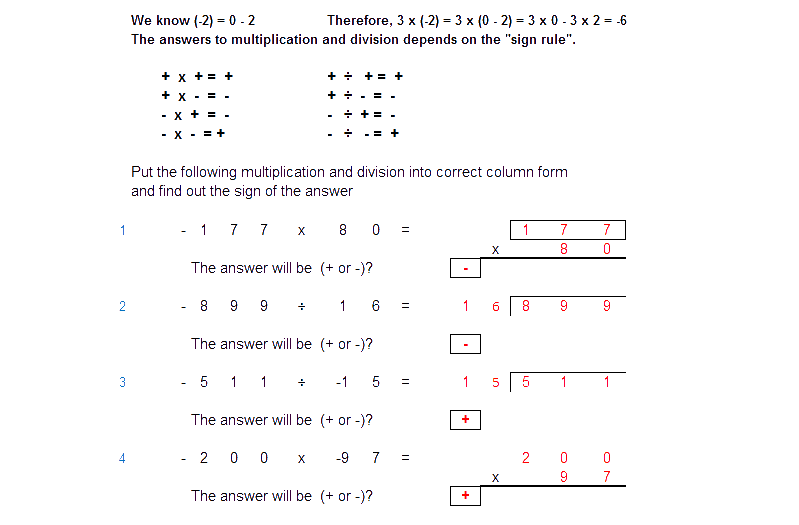 We know (-2) = 0 - 2 Therefore, 3 x (-2) = 3 x (0 - 2) = 3 x 0 - 3 x 2 = -6
The answers to multiplication and division depends on the "sign rule".
+ x + = + + ÷ + = +
+ x - = - + ÷ - = -
- x + = - - ÷ + = -
- x - = + - ÷ - = +
Put the following multiplication and division into correct column form
and find out the sign of the answer
1 - 1 7 7 x 8 0 = 1 7 7
x 8 0
The answer will be (+ or -)? -
2 - 8 9 9 ÷ 1 6 = 1 6 8 9 9
The answer will be (+ or -)? -
3 - 5 1 1 ÷ -1 5 = 1 5 5 1 1
The answer will be (+ or -)? +
4 - 2 0 0 x -9 7 = 2 0 0
x 9 7
The answer will be (+ or -)? +